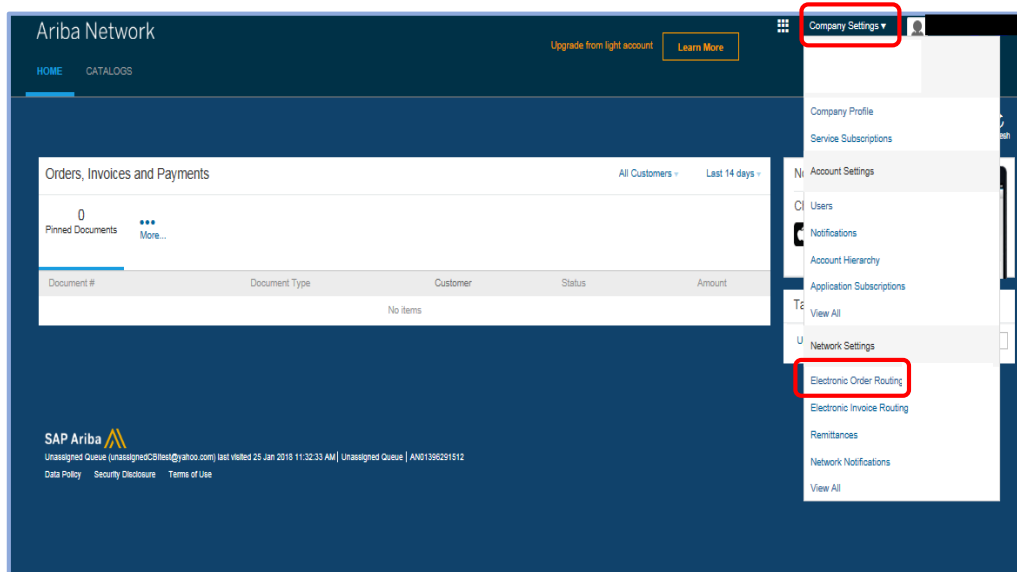 Ariba Network
Company Settings ▾
Upgrade from light account
Learn More
HOME CATALOGS
Company Profile
Service Subscriptions
Account Settings
Users
Notifications
Account Hierarchy
Application Subscriptions
View All
Network Settings
Electronic Order Routing
Electronic Invoice Routing
Remittances
Network Notifications
View All
Orders, Invoices and Payments
All Customers
Last 14 days
0
Pinned Documents
More...
Document # Document Type Customer Status Amount
No items
SAP Ariba
Unassigned Queue (unassignedCBItest@yahoo.com) last visited 25 Jan 2018 11:32:33 AM | Unassigned Queue | AN01396291512
Data Policy Security Disclosure Terms of Use